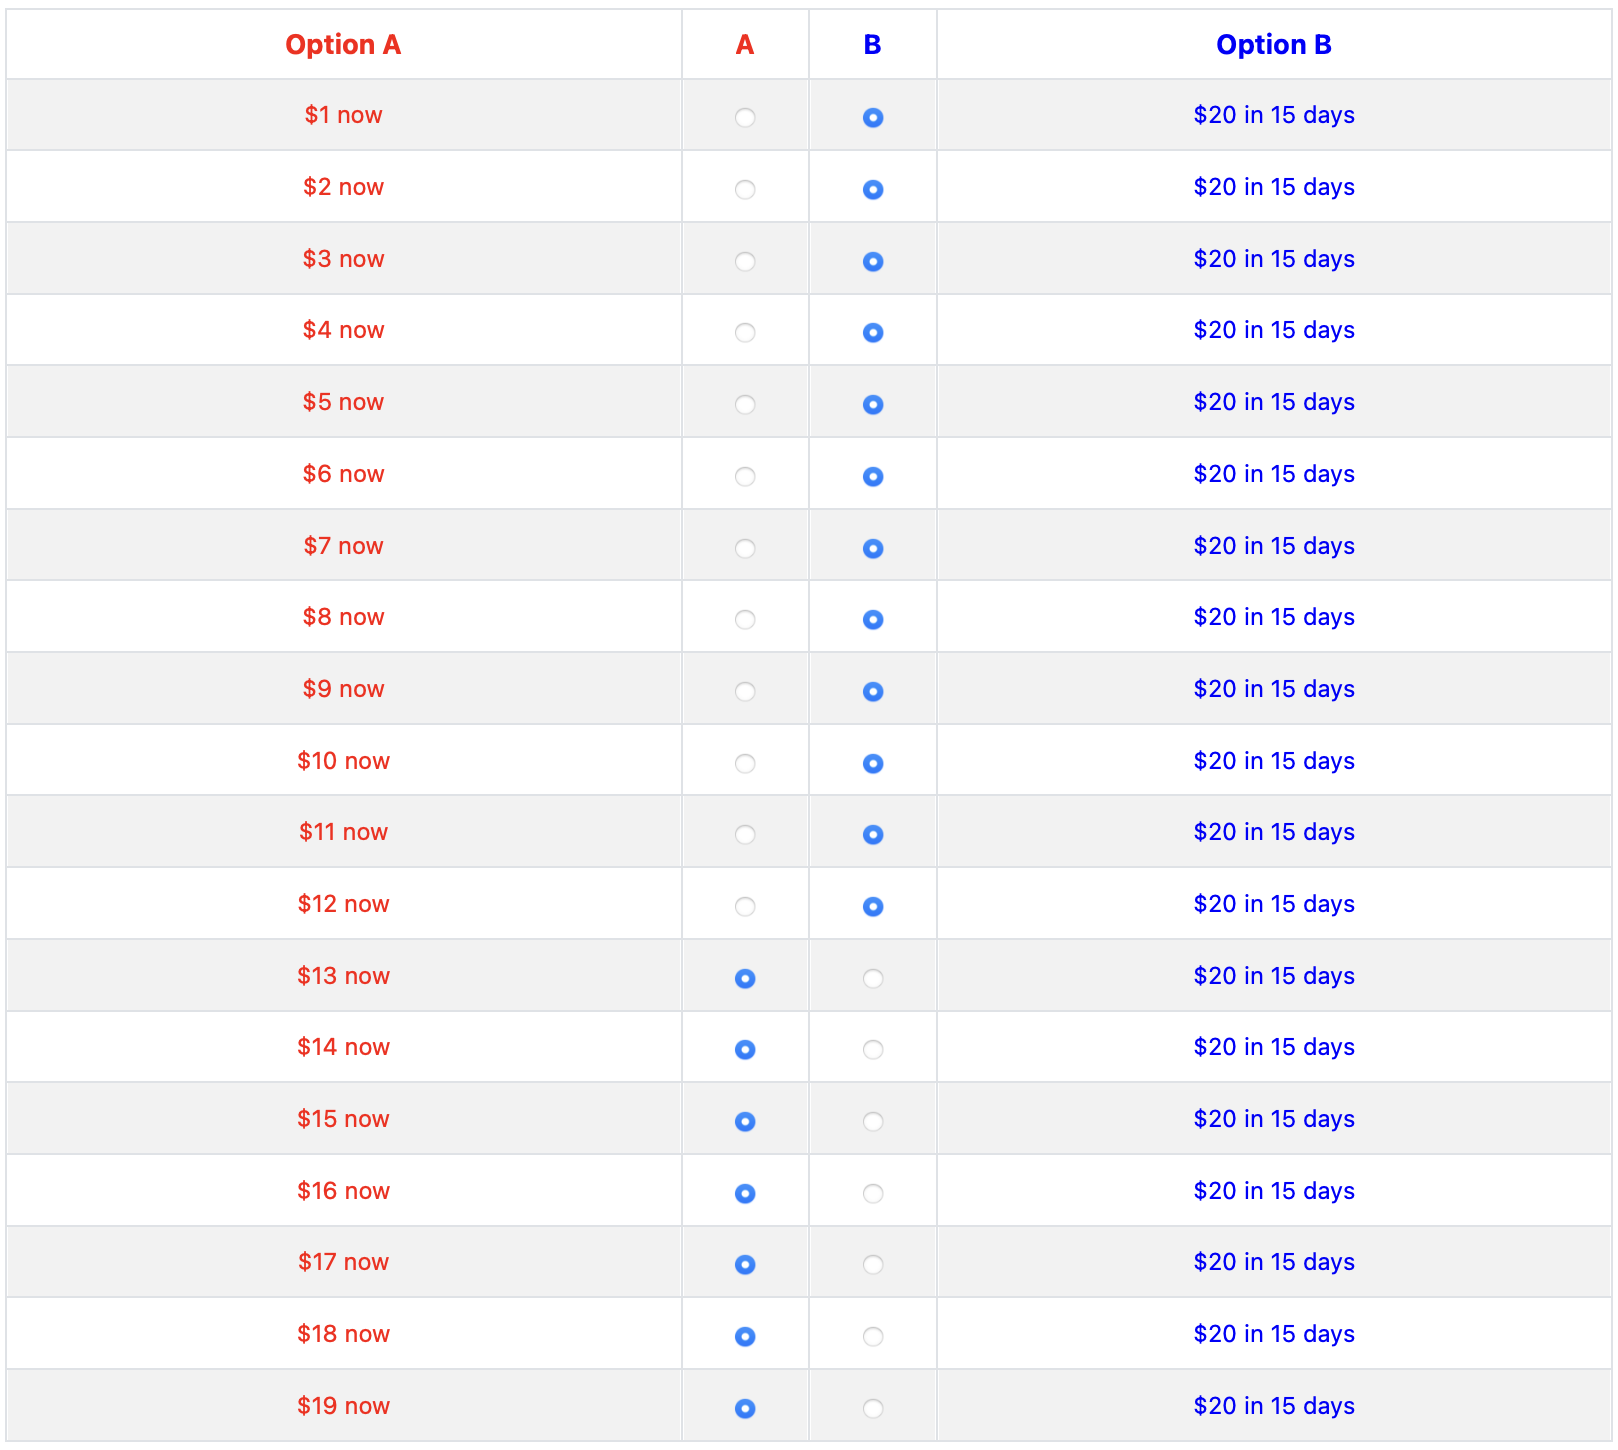 Option A A B Option B
$1 now $20 in 15 days
$2 now $20 in 15 days
$3 now $20 in 15 days
$4 now $20 in 15 days
$5 now $20 in 15 days
$6 now $20 in 15 days
$7 now $20 in 15 days
$8 now $20 in 15 days
$9 now $20 in 15 days
$10 now $20 in 15 days
$11 now $20 in 15 days
$12 now $20 in 15 days
$13 now $20 in 15 days
$14 now $20 in 15 days
$15 now $20 in 15 days
$16 now $20 in 15 days
$17 now $20 in 15 days
$18 now $20 in 15 days
$19 now $20 in 15 days